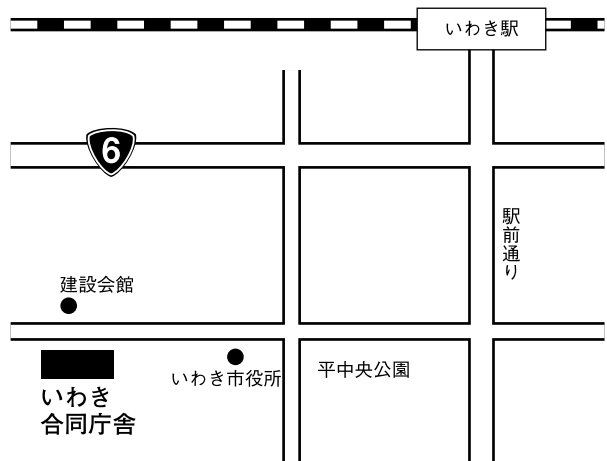 いわき駅
6
駅前通り
建設会館
いわき市役所
平中央公園
いわき
合同庁舎